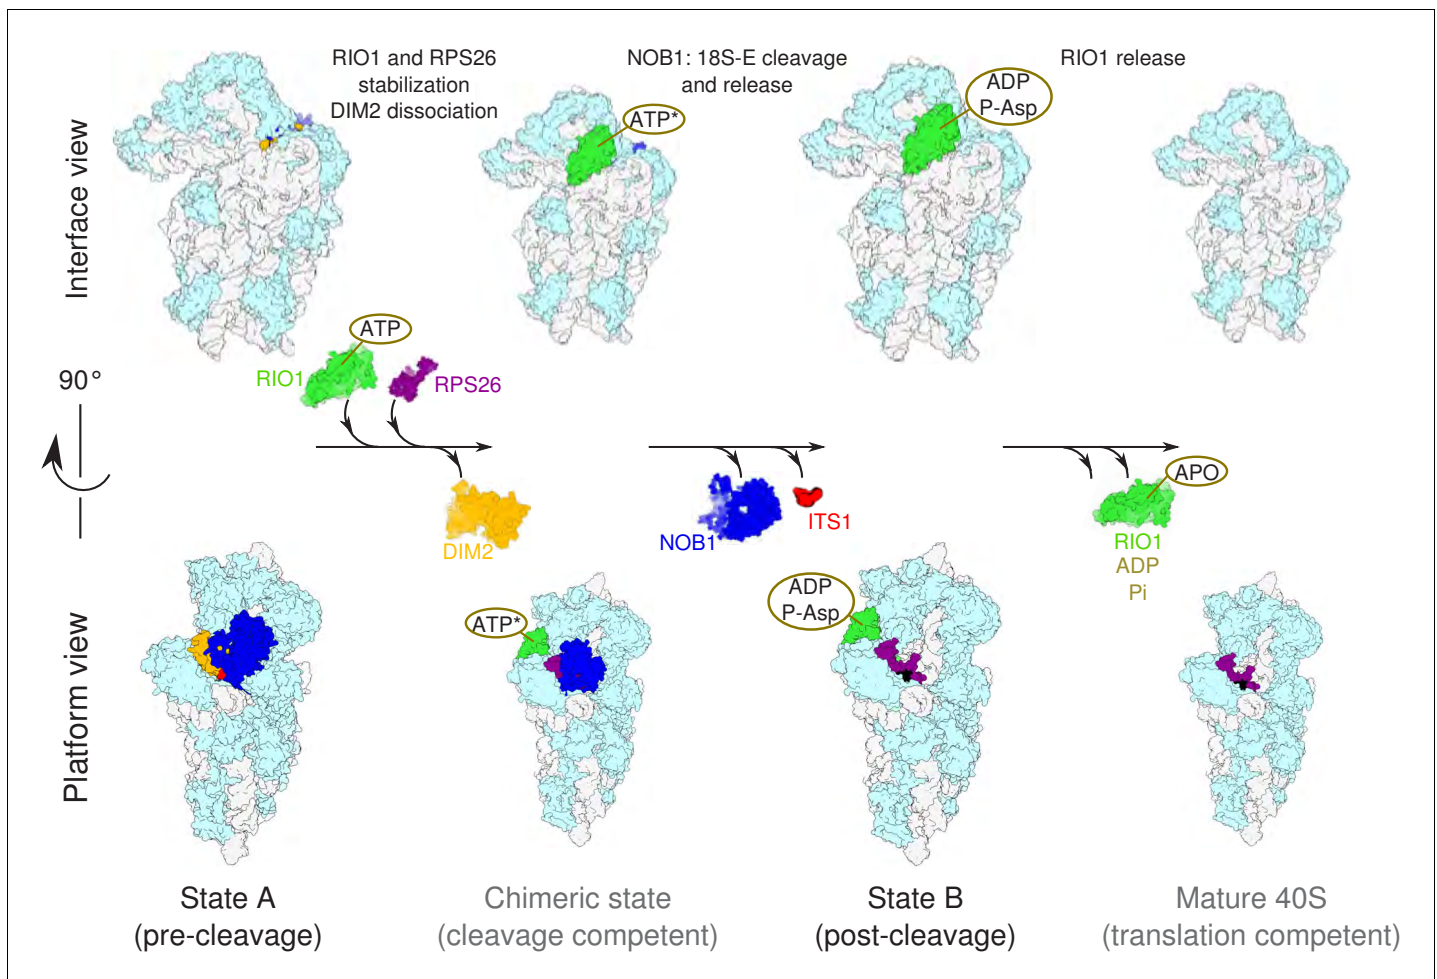 RIO1 and RPS26
stabilization
DIM2 dissociation
NOB1: 18S-E cleavage
and release
RIO1 release
ATP*
ADP
P-Asp
Interface view
ATP
RIO1
RPS26
90°
DIM2
NOB1
ITS1
APO
RIO1
ADP
Pi
Platform view
ATP*
ADP
P-Asp
State A
(pre-cleavage)
Chimeric state
(cleavage competent)
State B
(post-cleavage)
Mature 40S
(translation competent)